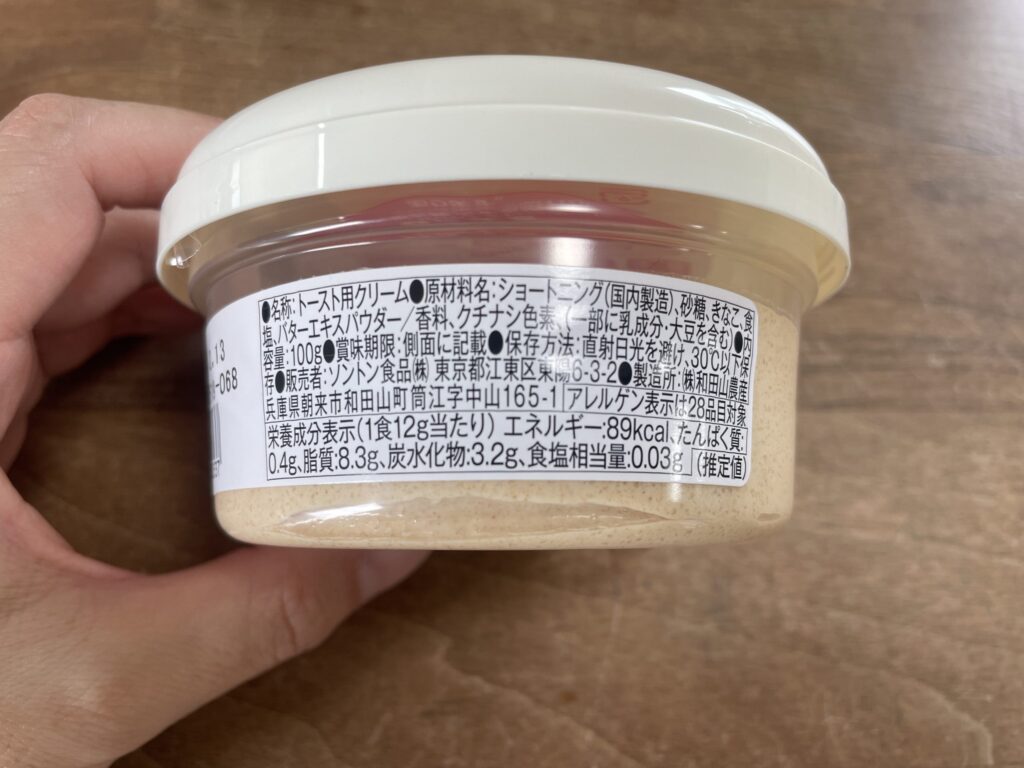 ●名称:トースト用クリーム●原材料名:ショートニング(国内製造)、砂糖、きなこ、食
塩、バターエキスパウダー/香料、クチナシ色素、(一部に乳成分・大豆を含む)●内
容量:100g●賞味期限:側面に記載●保存方法:直射日光を避け、30℃以下保
存●販売者:ソントン食品㈱ 東京都江東区東陽6-3-2●製造所:㈱和田山農産
兵庫県朝来市和田山町筒江字中山165-1 アレルゲン表示は28品目対象
栄養成分表示(1食12g当たり) エネルギー:89kcal、たんぱく質:
0.4g、脂質:8.3g、炭水化物:3.2g、食塩相当量:0.03g (推定値)
.13
-068